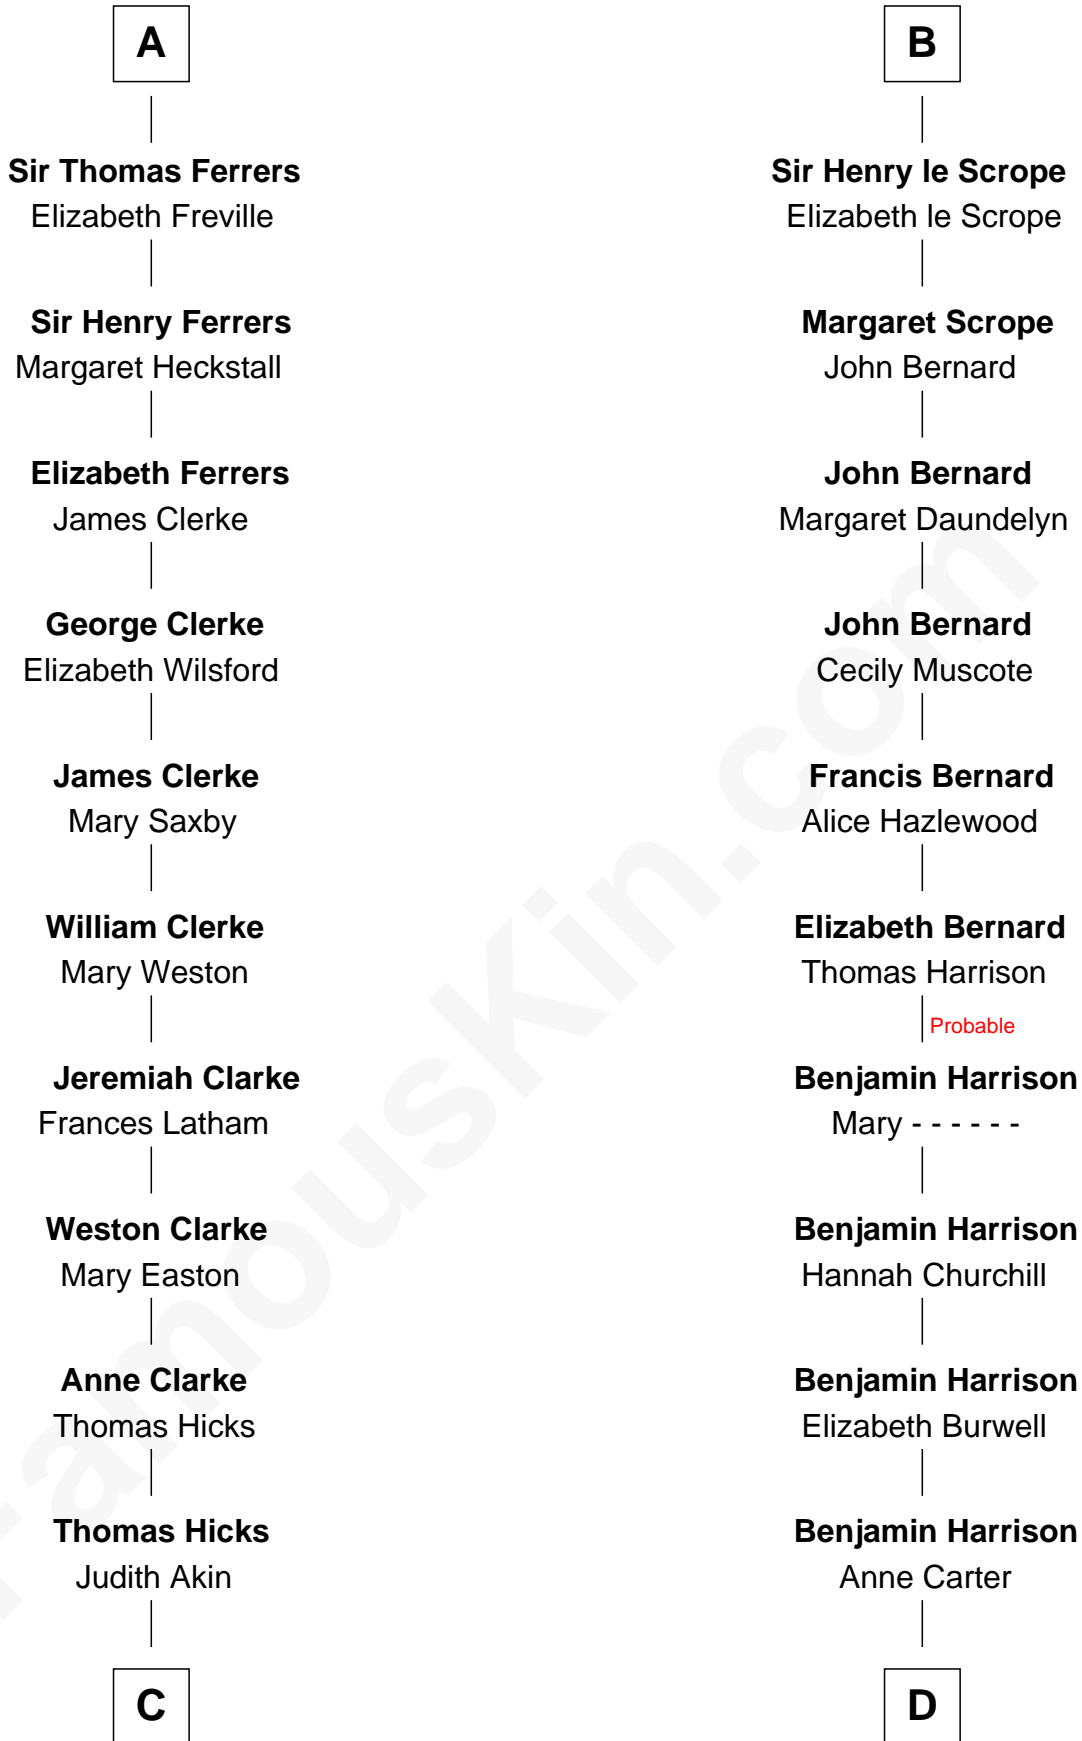 A
Sir Thomas Ferrers
Elizabeth Freville
Sir Henry Ferrers
Margaret Heckstall
Elizabeth Ferrers
James Clerke
George Clerke
Elizabeth Wilsford
James Clerke
Mary Saxby
William Clerke
Mary Weston
Jeremiah Clarke
Frances Latham
Weston Clarke
Mary Easton
Anne Clarke
Thomas Hicks
Thomas Hicks
Judith Akin
C
B
Sir Henry le Scrope
Elizabeth le Scrope
Margaret Scrope
John Bernard
John Bernard
Margaret Daundelyn
John Bernard
Cecily Muscote
Francis Bernard
Alice Hazlewood
Elizabeth Bernard
Thomas Harrison
Probable
Benjamin Harrison
Mary - - - - - -
Benjamin Harrison
Hannah Churchill
Benjamin Harrison
Elizabeth Burwell
Benjamin Harrison
Anne Carter
D
FamousKin.com